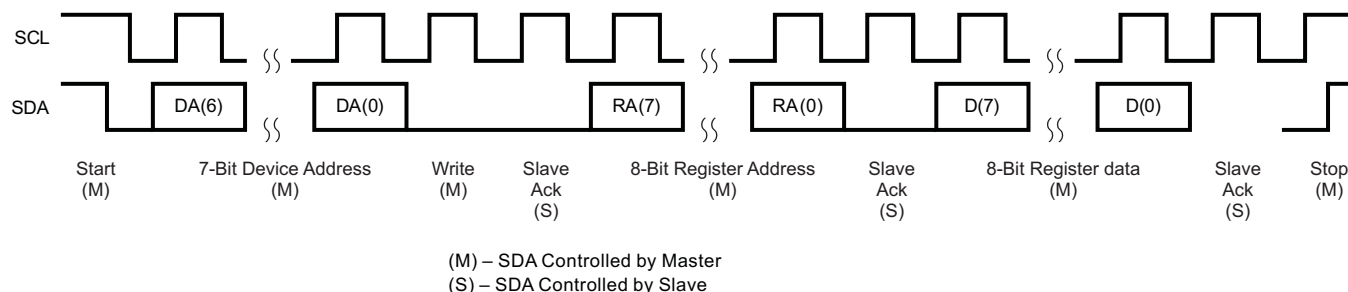 SCL
SDA
DA(6)
DA(0)
RA(7)
RA(0)
D(7)
D(0)
Start
(M)
7-Bit Device Address
(M)
Write
(M)
Slave
Ack
(S)
8-Bit Register Address
(M)
Slave
Ack
(S)
8-Bit Register data
(M)
Slave
Ack
(S)
Stop
(M)
(M) – SDA Controlled by Master
(S) – SDA Controlled by Slave